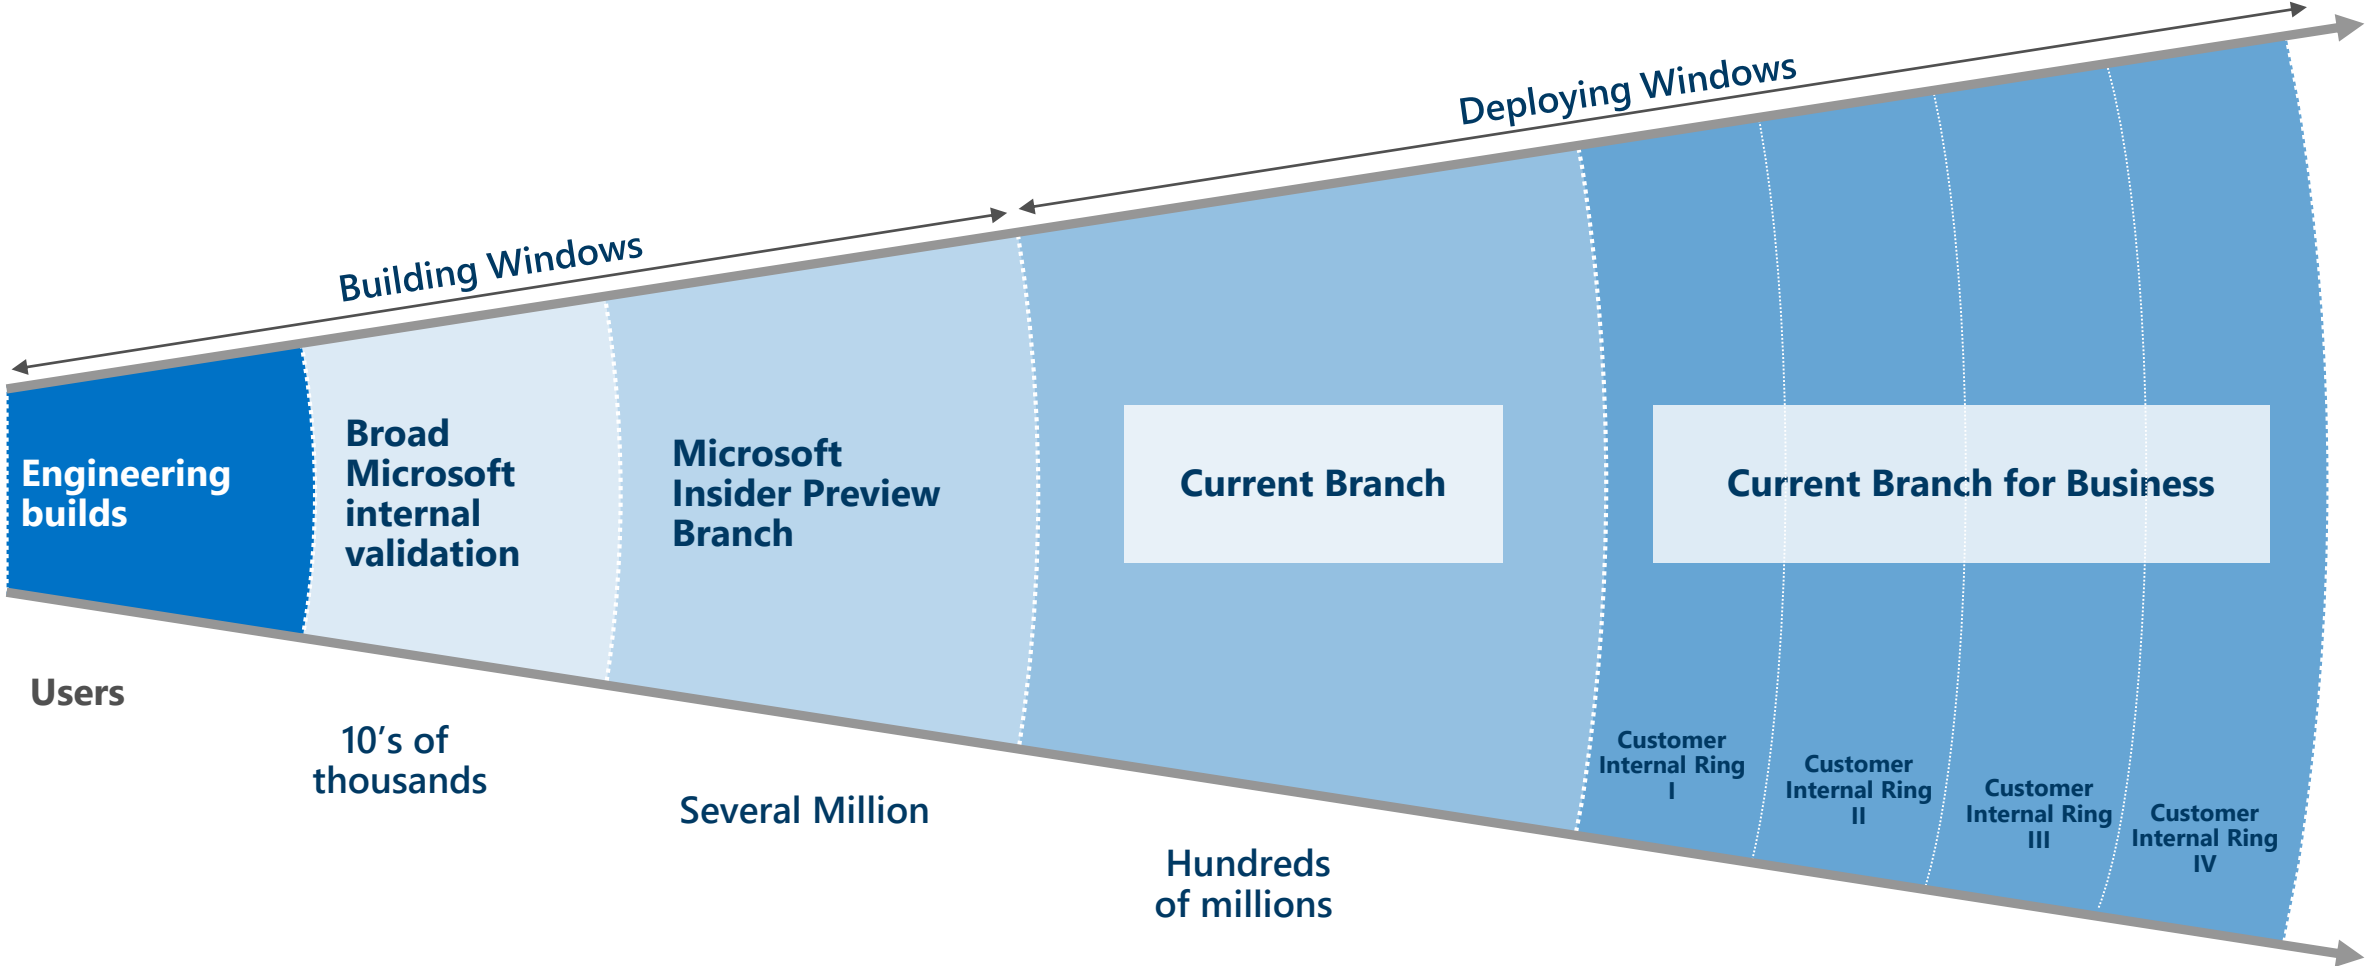 Deploying Windows
Building Windows
Engineering
builds
Broad
Microsoft
internal
validation
Microsoft
Insider Preview
Branch
Current Branch
Current Branch for Business
Users
10’s of
thousands
Several Million
Hundreds
of millions
Customer
Internal Ring
I
Customer
Internal Ring
II
Customer
Internal Ring
III
Customer
Internal Ring
IV